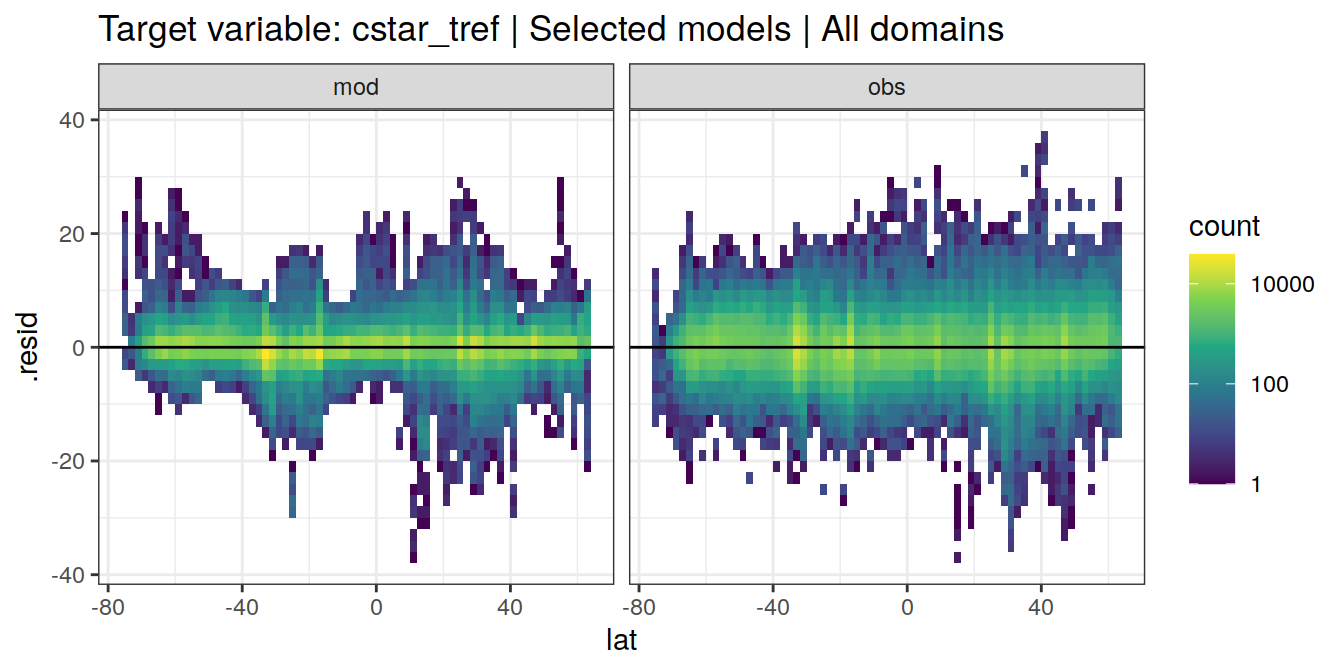 Target variable: cstar_tref | Selected models | All domains
mod
obs
40
20
0
-20
-40
.resid
-80
-40
0
40
-80
-40
0
40
lat
count
10000
100
1